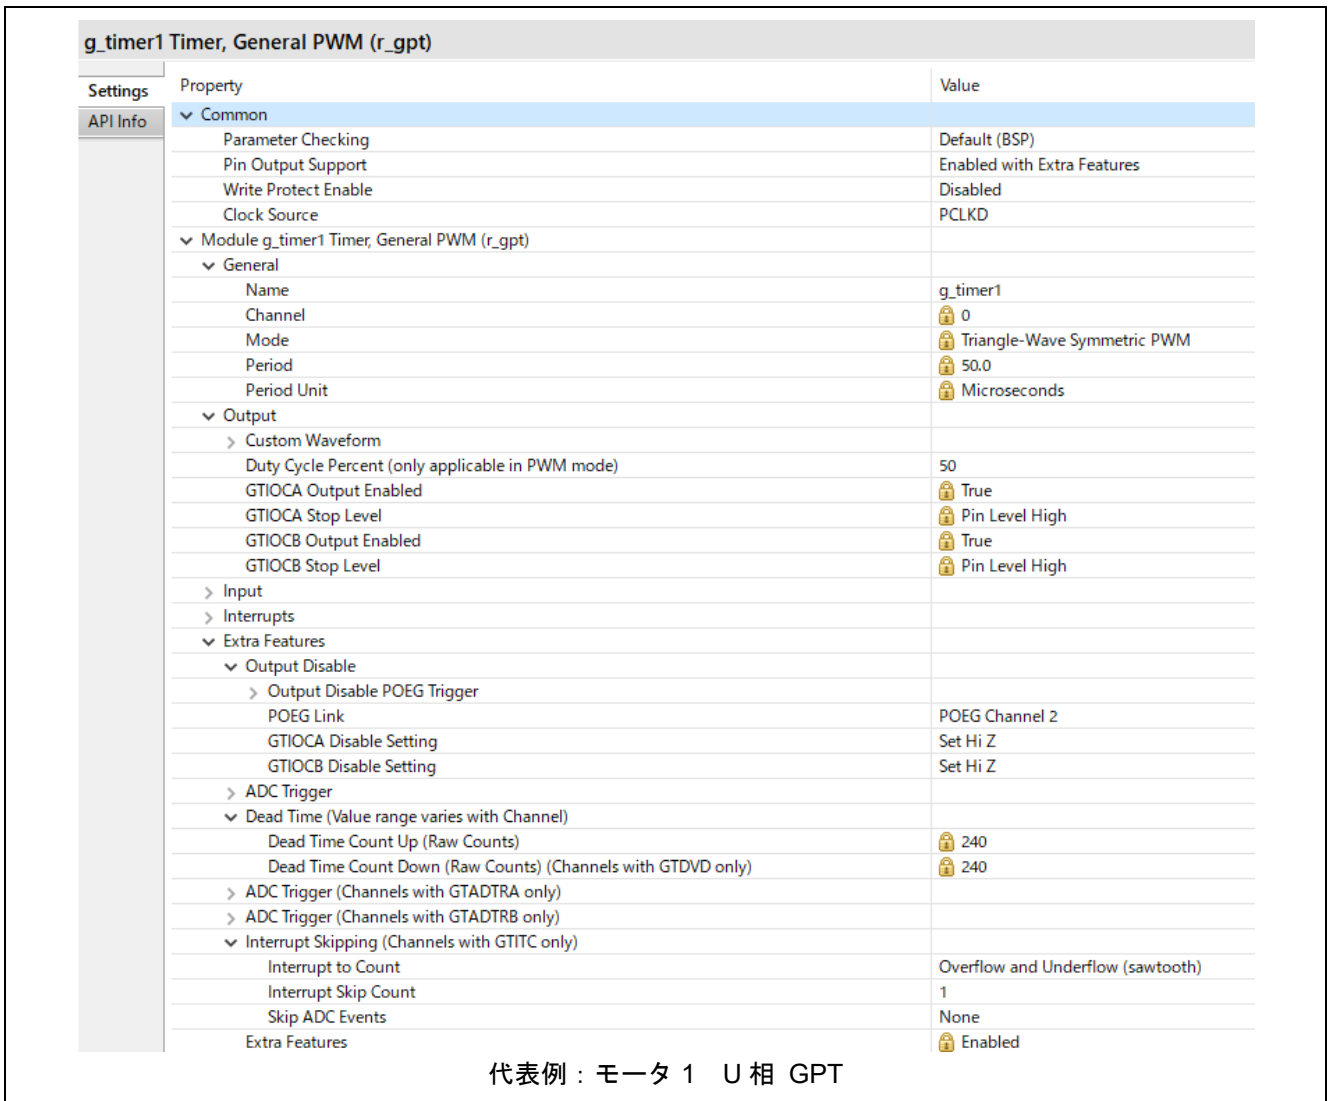 g_timer1 Timer, General PWM (r_gpt)
Settings
API Info
Property Value
Common
Parameter Checking Default (BSP)
Pin Output Support Enabled with Extra Features
Write Protect Enable Disabled
Clock Source PCLKD
Module g_timer1 Timer, General PWM (r_gpt)
General
Name g_timer1
Channel 0
Mode Triangle-Wave Symmetric PWM
Period 50.0
Period Unit Microseconds
Output
Custom Waveform
Duty Cycle Percent (only applicable in PWM mode) 50
GTIOCA Output Enabled True
GTIOCA Stop Level Pin Level High
GTIOCB Output Enabled True
GTIOCB Stop Level Pin Level High
Input
Interrupts
Extra Features
Output Disable
Output Disable POEG Trigger
POEG Link POEG Channel 2
GTIOCA Disable Setting Set Hi Z
GTIOCB Disable Setting Set Hi Z
ADC Trigger
Dead Time (Value range varies with Channel)
Dead Time Count Up (Raw Counts) 240
Dead Time Count Down (Raw Counts) (Channels with GTDVD only) 240
ADC Trigger (Channels with GTADTRA only)
ADC Trigger (Channels with GTADTRB only)
Interrupt Skipping (Channels with GTITC only)
Interrupt to Count Overflow and Underflow (sawtooth)
Interrupt Skip Count 1
Skip ADC Events None
Extra Features Enabled
代表例：モータ 1 U 相 GPT